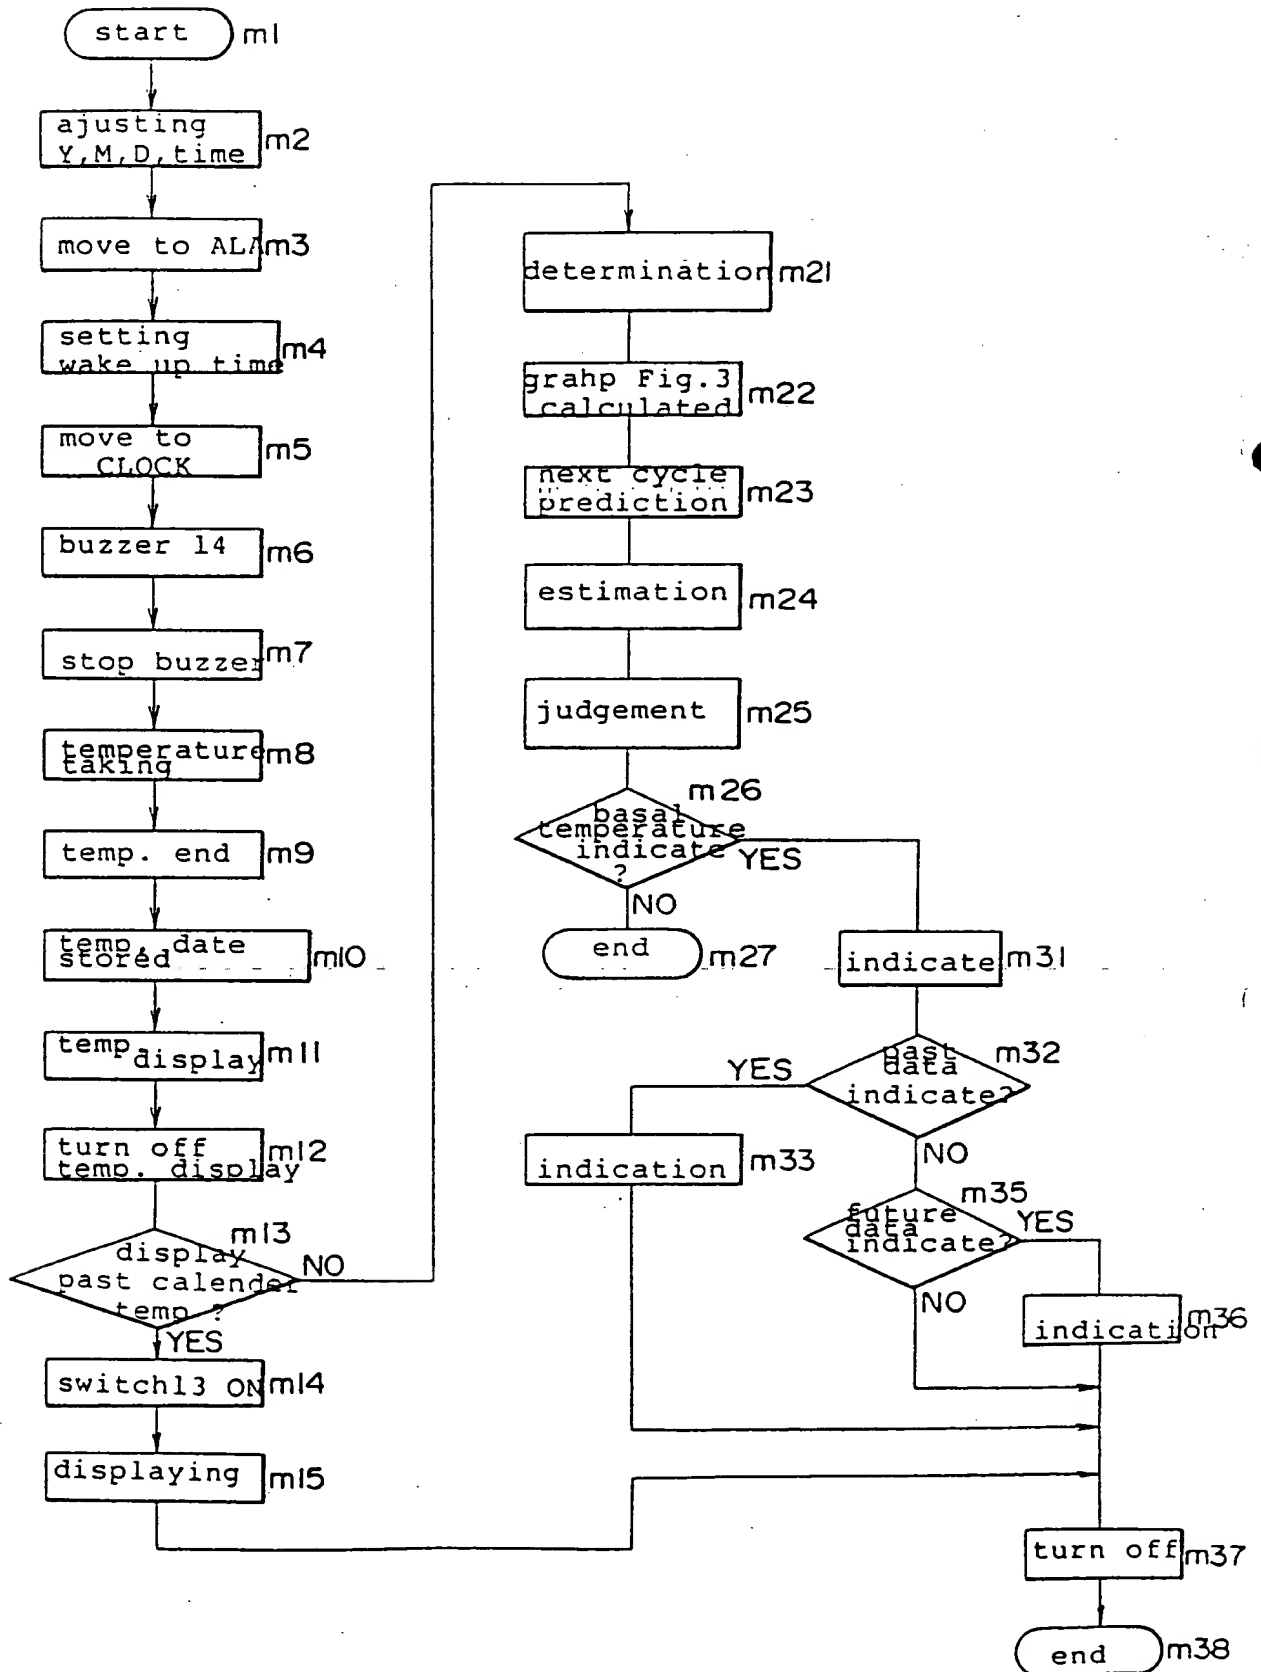 start m1
ajusting
Y,M,D,time m2
move to ALA m3
setting
wake up time m4
move to
CLOCK m5
buzzer 14 m6
stop buzzer m7
temperature
taking m8
temp. end m9
temp. date
stored m10
temp.
display m11
turn off
temp. display m12
m13
display
past calender
temp ?
NO
YES
switch13 ON m14
displaying m15
determination m21
grahp Fig.3
calculated m22
next cycle
prediction m23
estimation m24
judgement m25
m26
basal
temperature
indicate
?
YES
NO
end m27
indicate m31
past
data
indicate?
m32
YES
NO
indication m33
m35
future
data
indicate?
YES
NO
indication m36
turn off m37
end m38